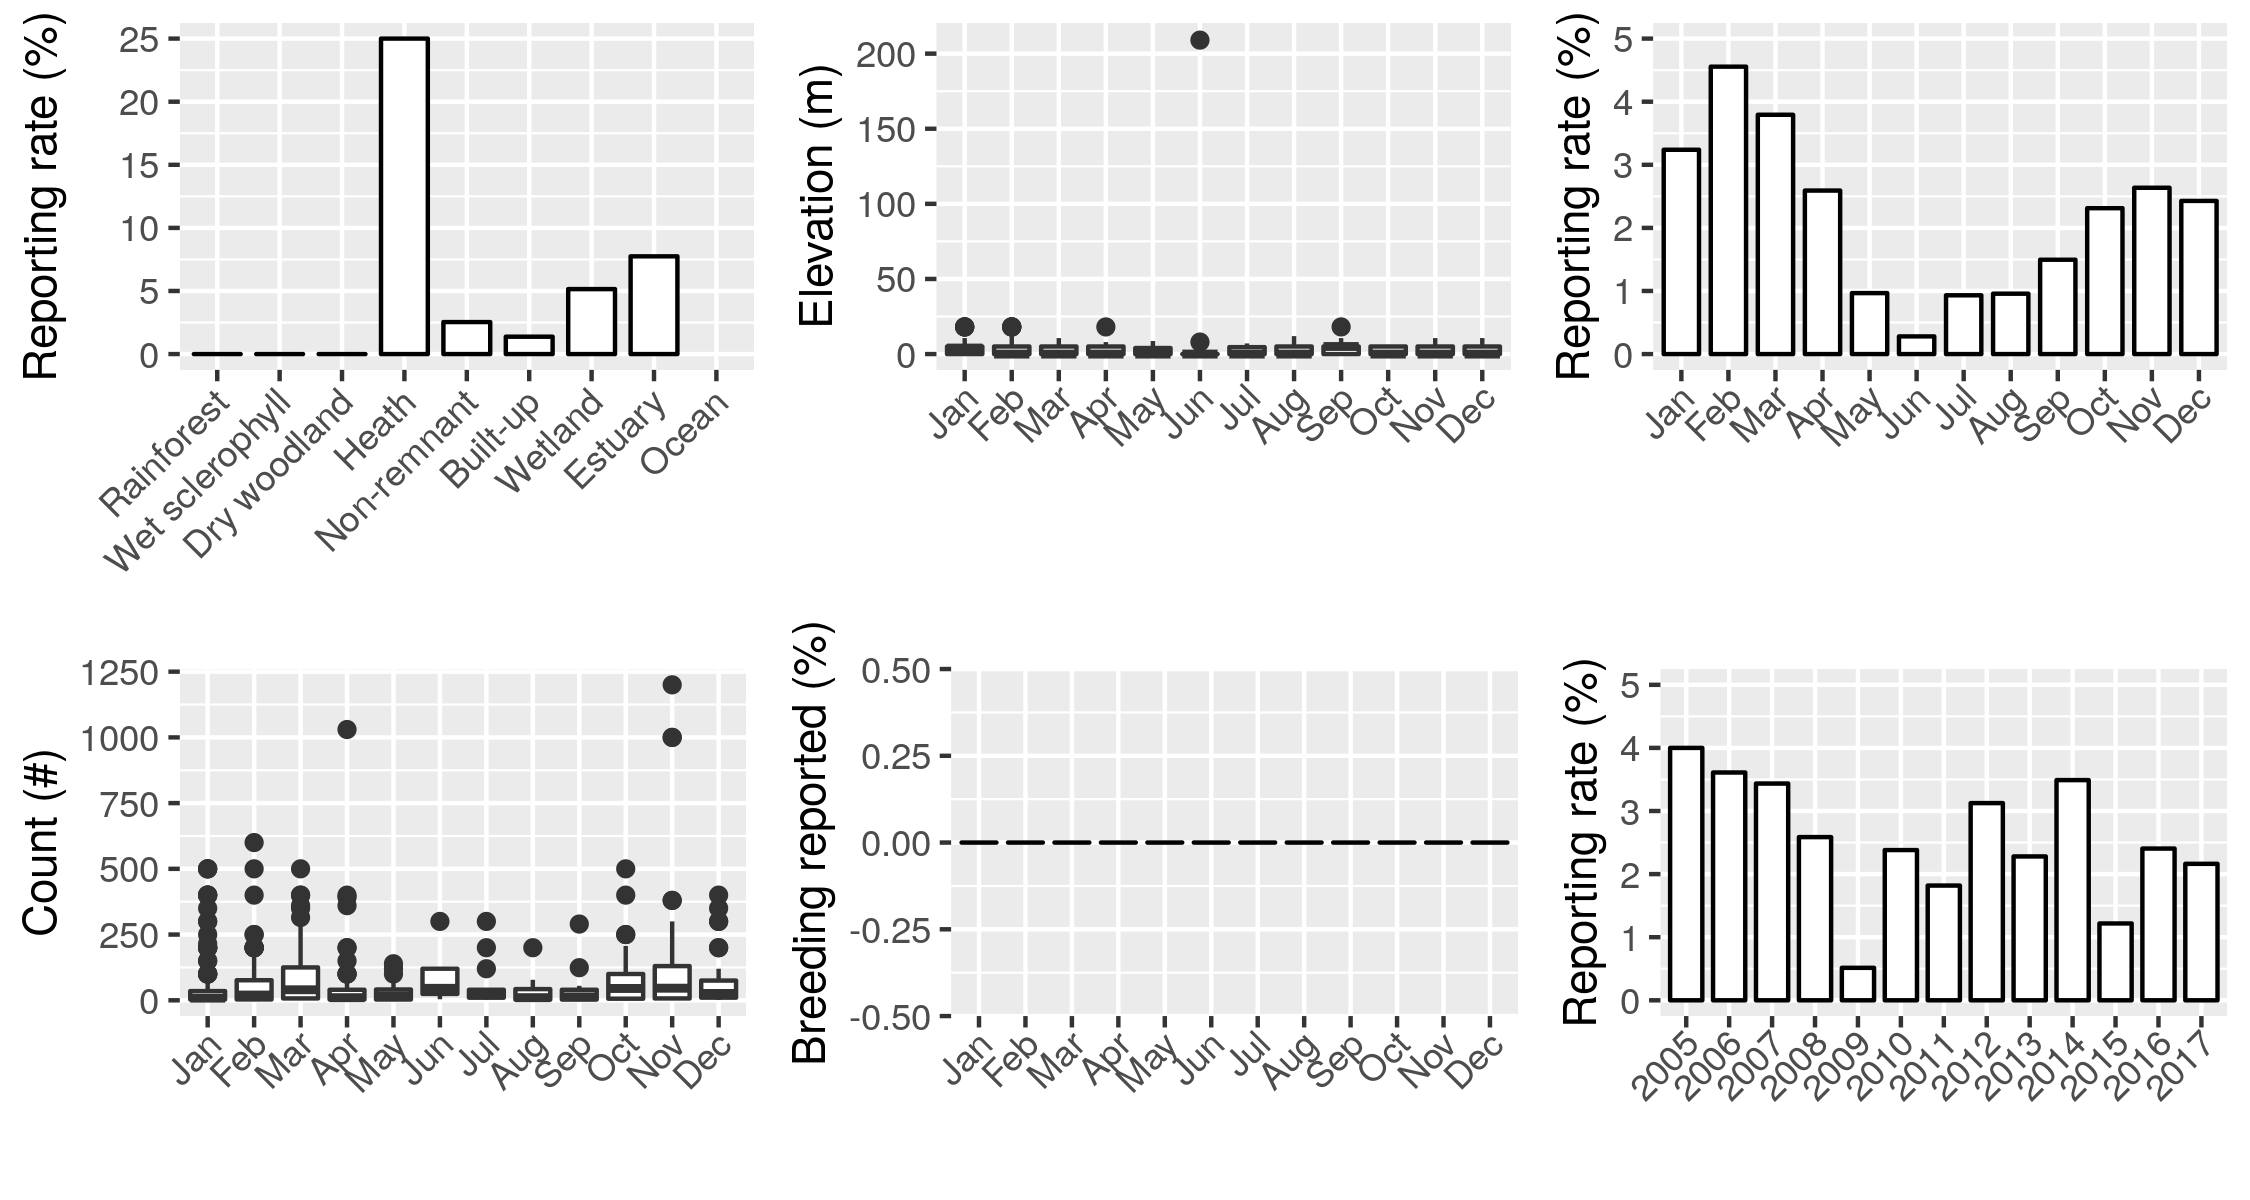 Reporting rate (%)
25
20
15
10
5
0
Rainforest
Wet sclerophyll
Dry woodland
Heath
Non-remnant
Built-up
Wetland
Estuary
Ocean
Elevation (m)
200
150
100
50
0
Jan
Feb
Mar
Apr
May
Jun
Jul
Aug
Sep
Oct
Nov
Dec
Reporting rate (%)
5
4
3
2
1
0
Jan
Feb
Mar
Apr
May
Jun
Jul
Aug
Sep
Oct
Nov
Dec
Count (#)
1250
1000
750
500
250
0
Jan
Feb
Mar
Apr
May
Jun
Jul
Aug
Sep
Oct
Nov
Dec
Breeding reported (%)
0.50
0.25
0.00
-0.25
-0.50
Jan
Feb
Mar
Apr
May
Jun
Jul
Aug
Sep
Oct
Nov
Dec
Reporting rate (%)
5
4
3
2
1
0
2005
2006
2007
2008
2009
2010
2011
2012
2013
2014
2015
2016
2017